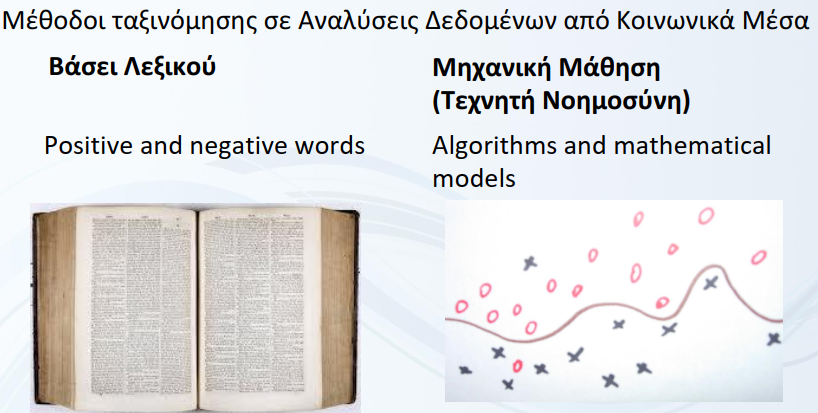 Μέθοδοι ταξινόμησης σε Αναλύσεις Δεδομένων από Κοινωνικά Μέσα
Βάσει Λεξικού
Positive and negative words
Μηχανική Μάθηση
(Τεχνητή Νοημοσύνη)
Algorithms and mathematical
models